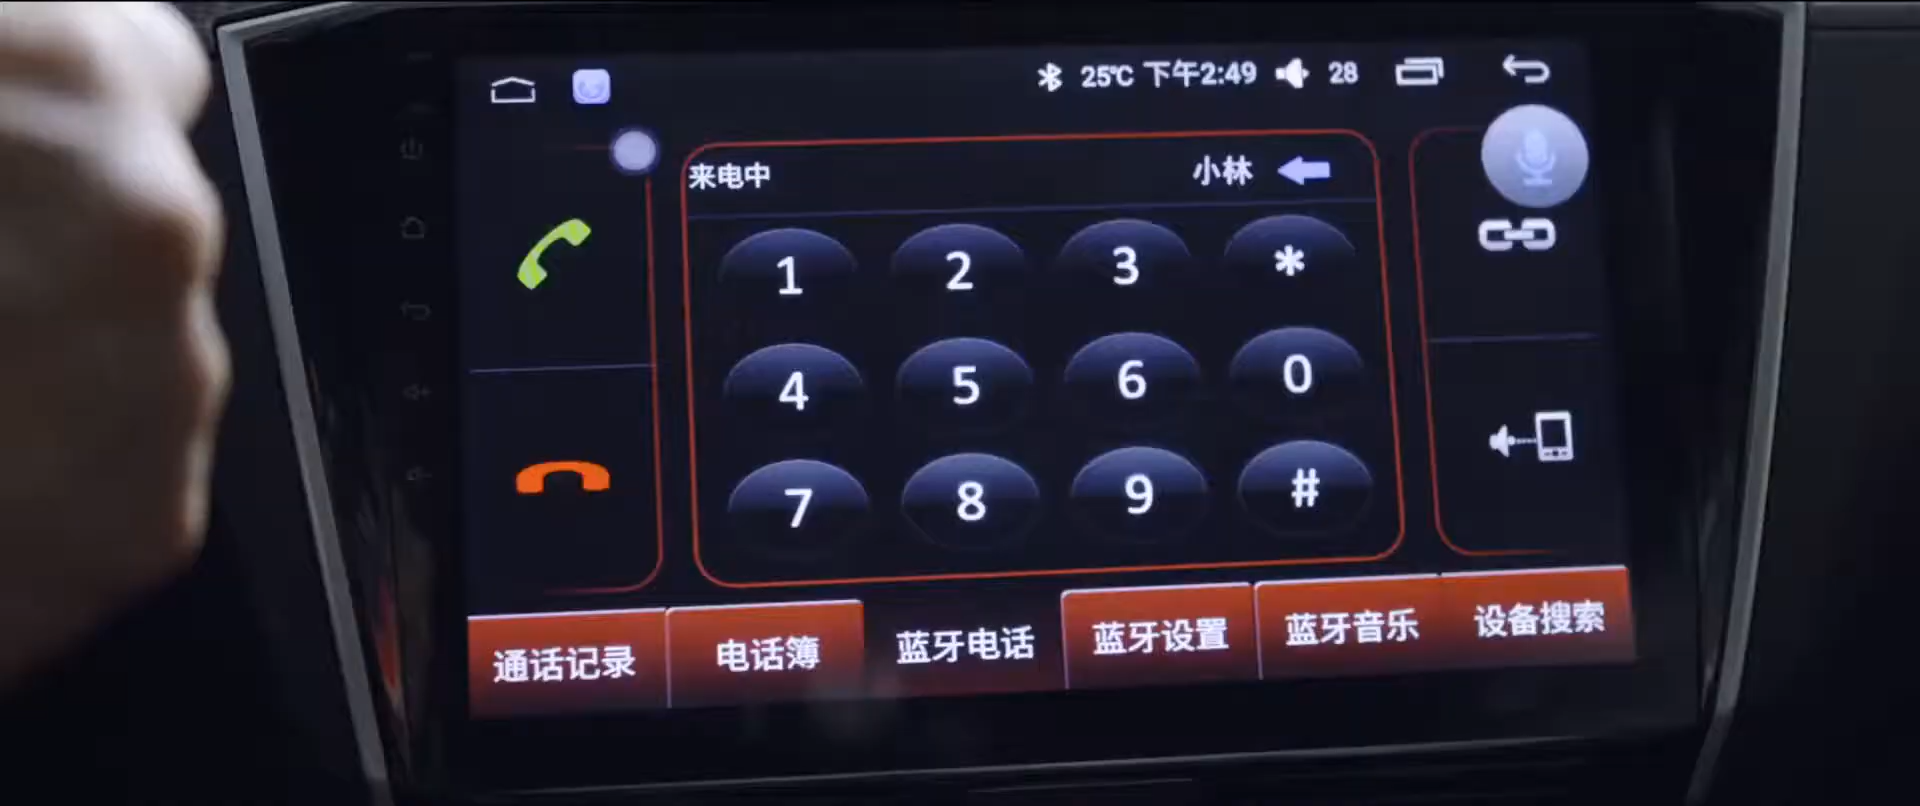 25℃ 下午2:49 28
来电中 小林
1 2 3 *
4 5 6 0
7 8 9 #
通话记录 电话簿 蓝牙电话 蓝牙设置 蓝牙音乐 设备搜索